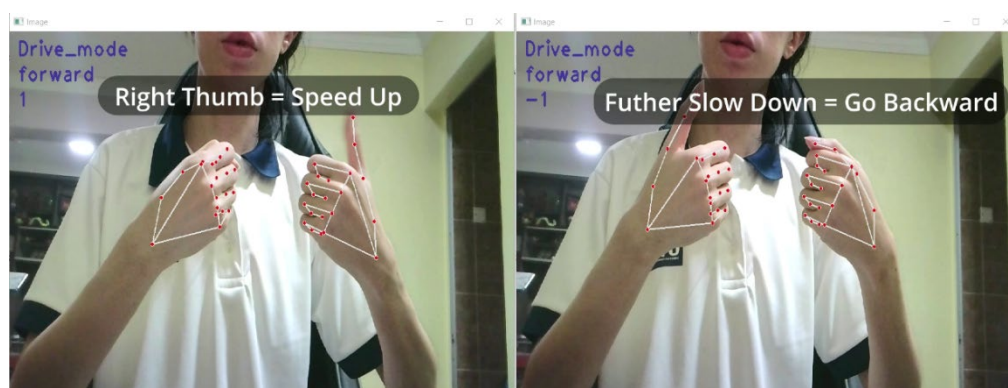 Image
Drive_mode
forward
1
Right Thumb = Speed Up
Image
Drive_mode
forward
-1
Futher Slow Down = Go Backward